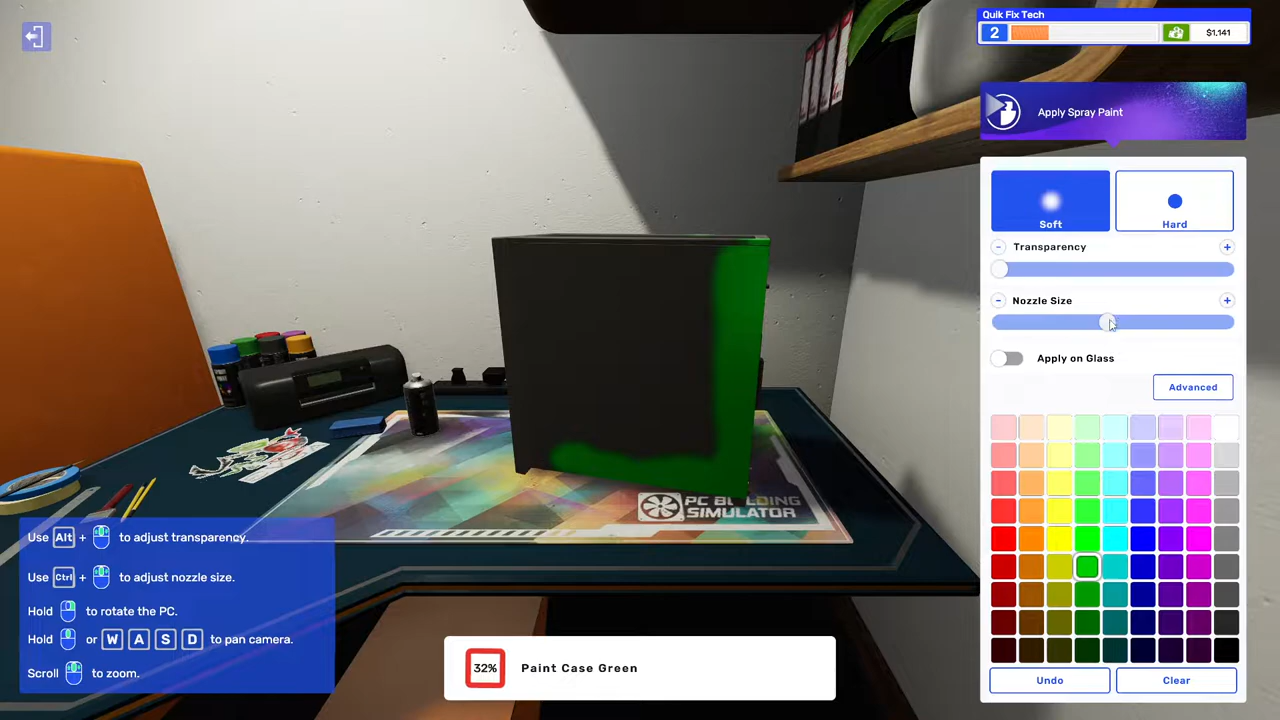 Quik Fix Tech
2
$1,141
Apply Spray Paint
Soft
Hard
- Transparency +
- Nozzle Size +
Apply on Glass
Advanced
PC BUILDING
SIMULATOR
Use Alt + to adjust transparency.
Use Ctrl + to adjust nozzle size.
Hold to rotate the PC.
Hold or W A S D to pan camera.
Scroll to zoom.
32% Paint Case Green
Undo
Clear